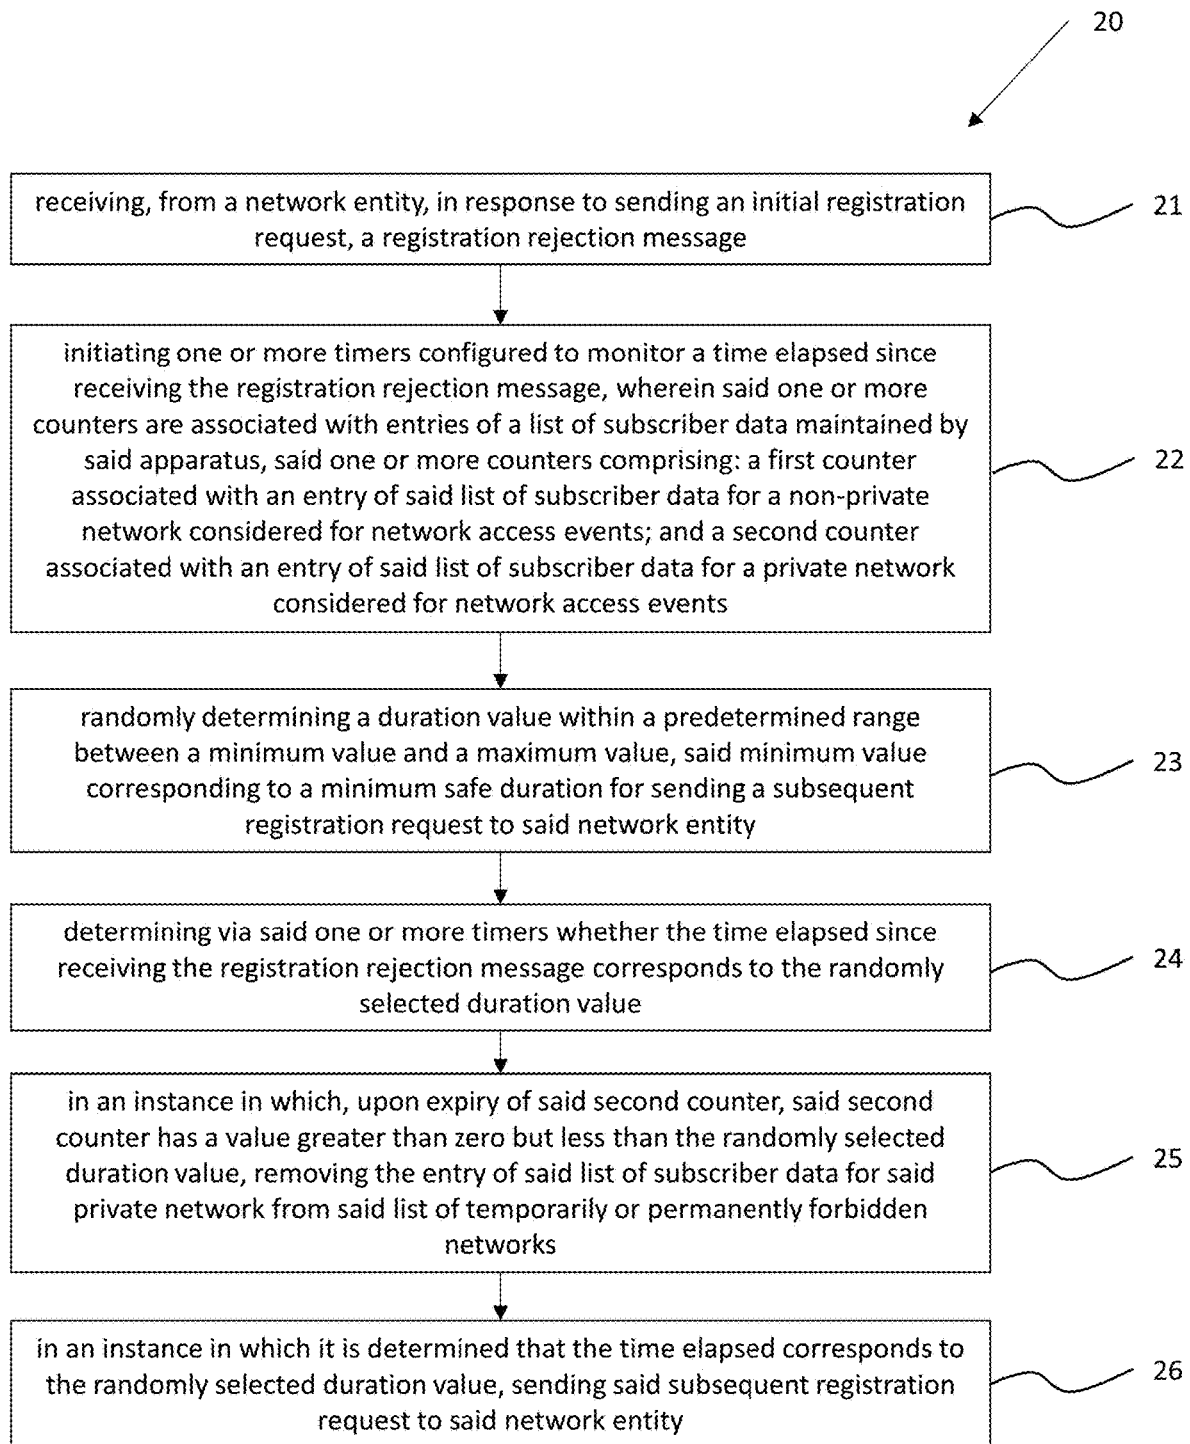 20
receiving, from a network entity, in response to sending an initial registration
request, a registration rejection message
21
initiating one or more timers configured to monitor a time elapsed since
receiving the registration rejection message, wherein said one or more
counters are associated with entries of a list of subscriber data maintained by
said apparatus, said one or more counters comprising: a first counter
associated with an entry of said list of subscriber data for a non-private
network considered for network access events; and a second counter
associated with an entry of said list of subscriber data for a private network
considered for network access events
22
randomly determining a duration value within a predetermined range
between a minimum value and a maximum value, said minimum value
corresponding to a minimum safe duration for sending a subsequent
registration request to said network entity
23
determining via said one or more timers whether the time elapsed since
receiving the registration rejection message corresponds to the randomly
selected duration value
24
in an instance in which, upon expiry of said second counter, said second
counter has a value greater than zero but less than the randomly selected
duration value, removing the entry of said list of subscriber data for said
private network from said list of temporarily or permanently forbidden
networks
25
in an instance in which it is determined that the time elapsed corresponds to
the randomly selected duration value, sending said subsequent registration
request to said network entity
26